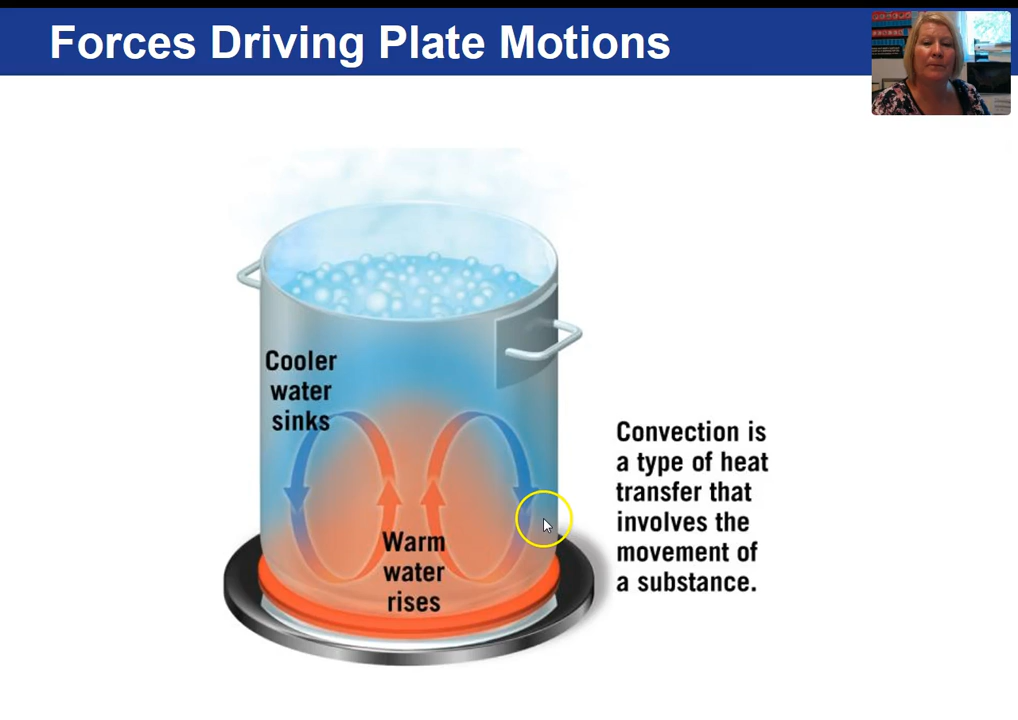 Forces Driving Plate Motions
Cooler
water
sinks
Warm
water
rises
Convection is
a type of heat
transfer that
involves the
movement of
a substance.